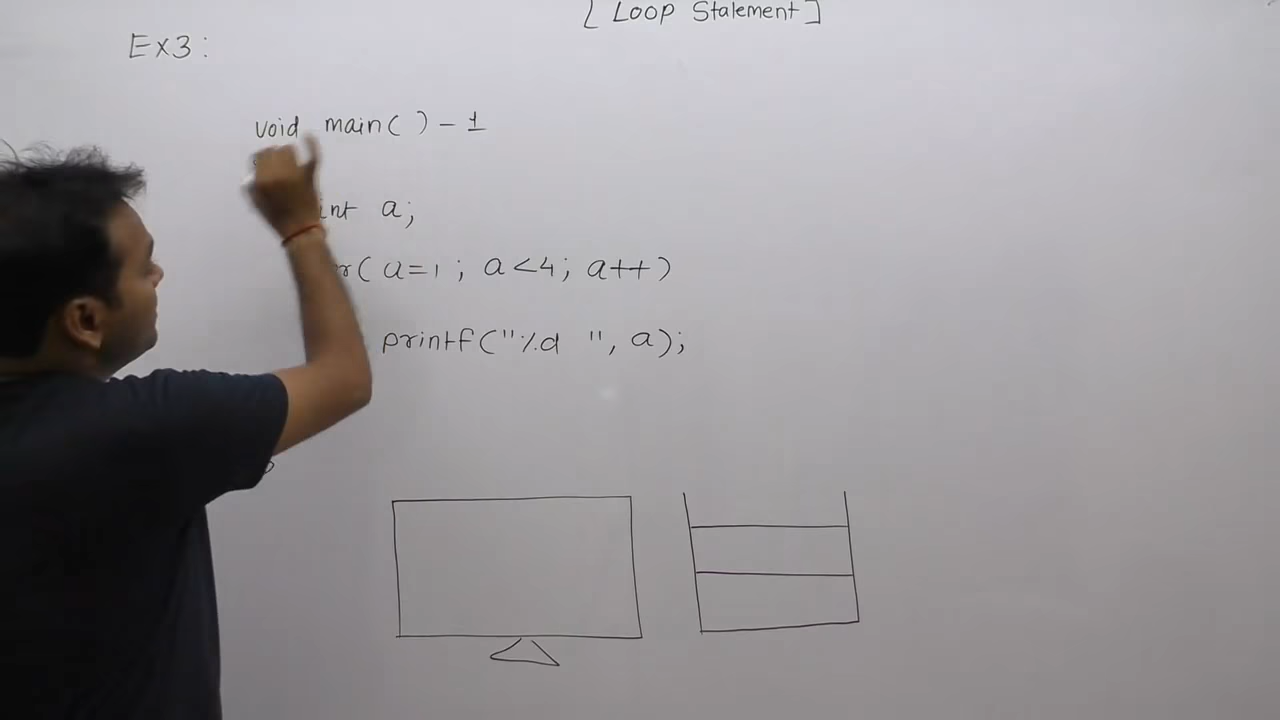 [ Loop Statement ]
Ex3 :
void main( ) - 1
int a;
( a=1 ; a<4; a++)
printf("%d ", a);